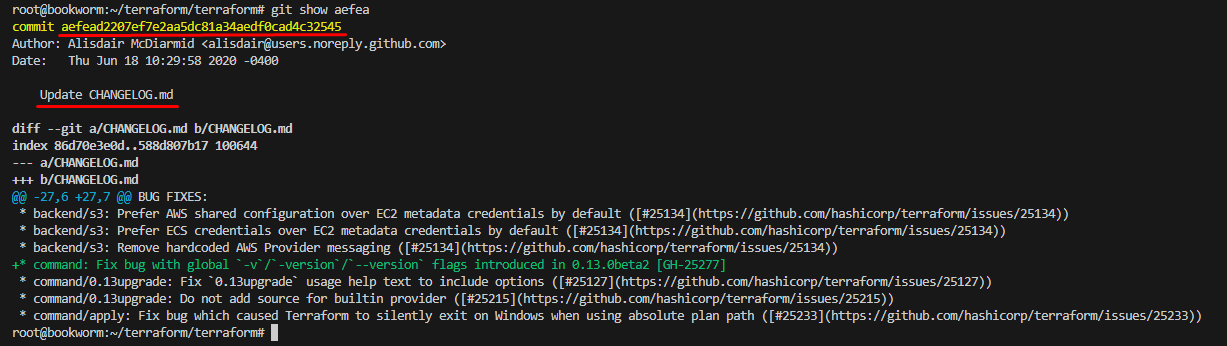 root@bookworm:~/terraform/terraform# git show aefea
commit aefead2207ef7e2aa5dc81a34aedf0cad4c32545
Author: Alisdair McDiarmid <alisdair@users.noreply.github.com>
Date:   Thu Jun 18 10:29:58 2020 -0400
    Update CHANGELOG.md
diff --git a/CHANGELOG.md b/CHANGELOG.md
index 86d70e3e0d..588d807b17 100644
--- a/CHANGELOG.md
+++ b/CHANGELOG.md
@@ -27,6 +27,7 @@ BUG FIXES:
 * backend/s3: Prefer AWS shared configuration over EC2 metadata credentials by default ([#25134](https://github.com/hashicorp/terraform/issues/25134))
 * backend/s3: Prefer ECS credentials over EC2 metadata credentials by default ([#25134](https://github.com/hashicorp/terraform/issues/25134))
 * backend/s3: Remove hardcoded AWS Provider messaging ([#25134](https://github.com/hashicorp/terraform/issues/25134))
+* command: Fix bug with global `-v`/`-version`/`--version` flags introduced in 0.13.0beta2 [GH-25277]
 * command/0.13upgrade: Fix `0.13upgrade` usage help text to include options ([#25127](https://github.com/hashicorp/terraform/issues/25127))
 * command/0.13upgrade: Do not add source for builtin provider ([#25215](https://github.com/hashicorp/terraform/issues/25215))
 * command/apply: Fix bug which caused Terraform to silently exit on Windows when using absolute plan path ([#25233](https://github.com/hashicorp/terraform/issues/25233))
root@bookworm:~/terraform/terraform#